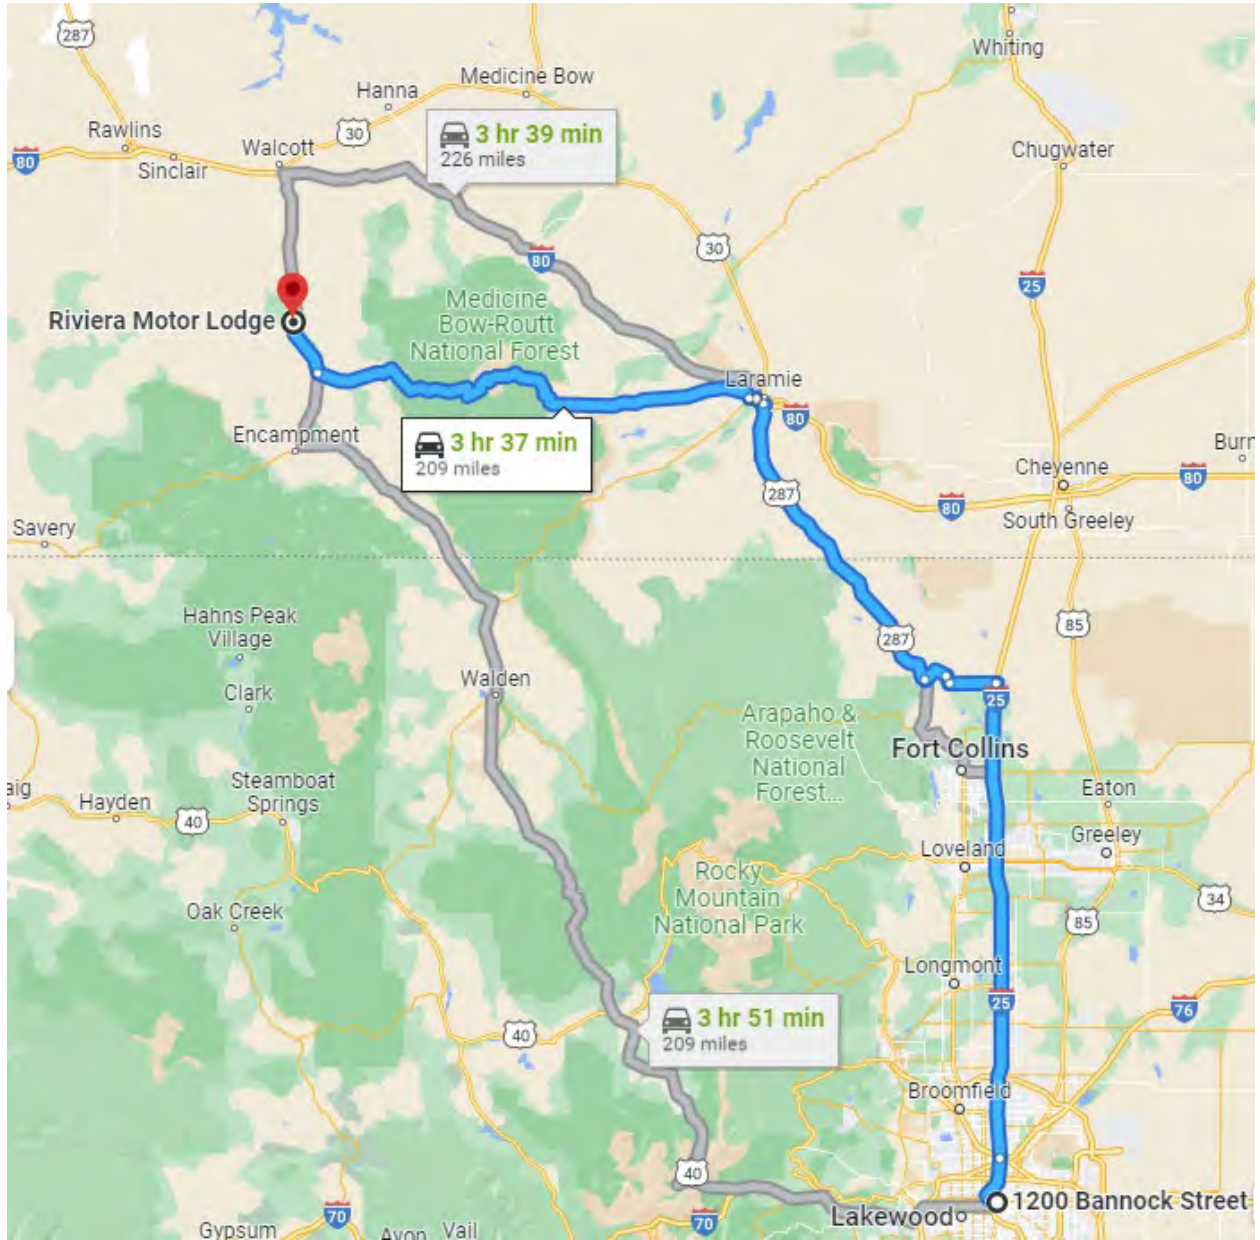 287
Whiting
Medicine Bow
Hanna
Rawlins
30
3 hr 39 min
226 miles
Walcott
Chugwater
80
Sinclair
30
80
25
Medicine
Bow-Routt
National Forest
Riviera Motor Lodge
Laramie
80
Encampment
3 hr 37 min
209 miles
Burn
Cheyenne
80
287
80
South Greeley
Savery
Hahns Peak
Village
85
287
Walden
Clark
25
Arapaho &
Roosevelt
National
Forest...
Fort Collins
Steamboat
Springs
aig
Hayden
40
Eaton
Greeley
Loveland
Rocky
Mountain
National Park
34
Oak Creek
85
Longmont
25
76
3 hr 51 min
209 miles
40
Broomfield
40
1200 Bannock Street
Lakewood
70
70
Gypsum
Avon
Vail